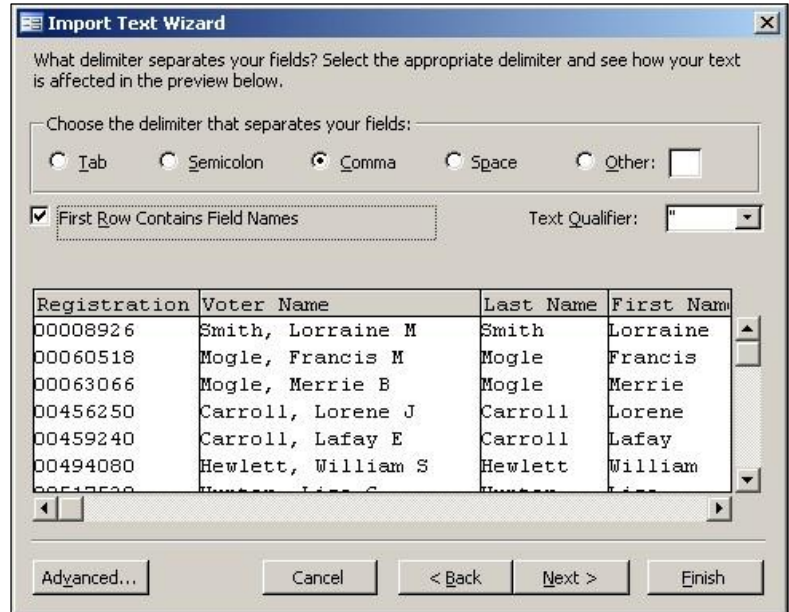 Import Text Wizard
What delimiter separates your fields? Select the appropriate delimiter and see how your text
is affected in the preview below.
Choose the delimiter that separates your fields:
Tab Semicolon Comma Space Other:
First Row Contains Field Names Text Qualifier: "
Registration Voter Name Last Name First Nam
00008926 Smith, Lorraine M Smith Lorraine
00060518 Mogle, Francis M Mogle Francis
00063066 Mogle, Merrie B Mogle Merrie
00456250 Carroll, Lorene J Carroll Lorene
00459240 Carroll, Lafay E Carroll Lafay
00494080 Hewlett, William S Hewlett William
Advanced... Cancel < Back Next > Finish